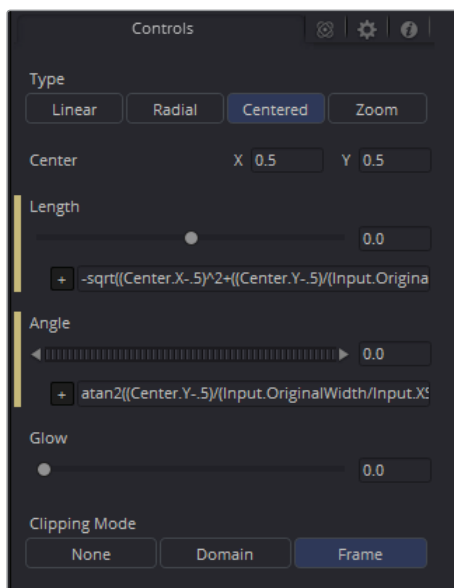 Controls
Type
Linear Radial Centered Zoom
Center X 0.5 Y 0.5
Length
0.0
+ -sqrt((Center.X-.5)^2+((Center.Y-.5)/(Input.Origina
Angle
0.0
+ atan2((Center.Y-.5)/(Input.OriginalWidth/Input.XS
Glow
0.0
Clipping Mode
None Domain Frame